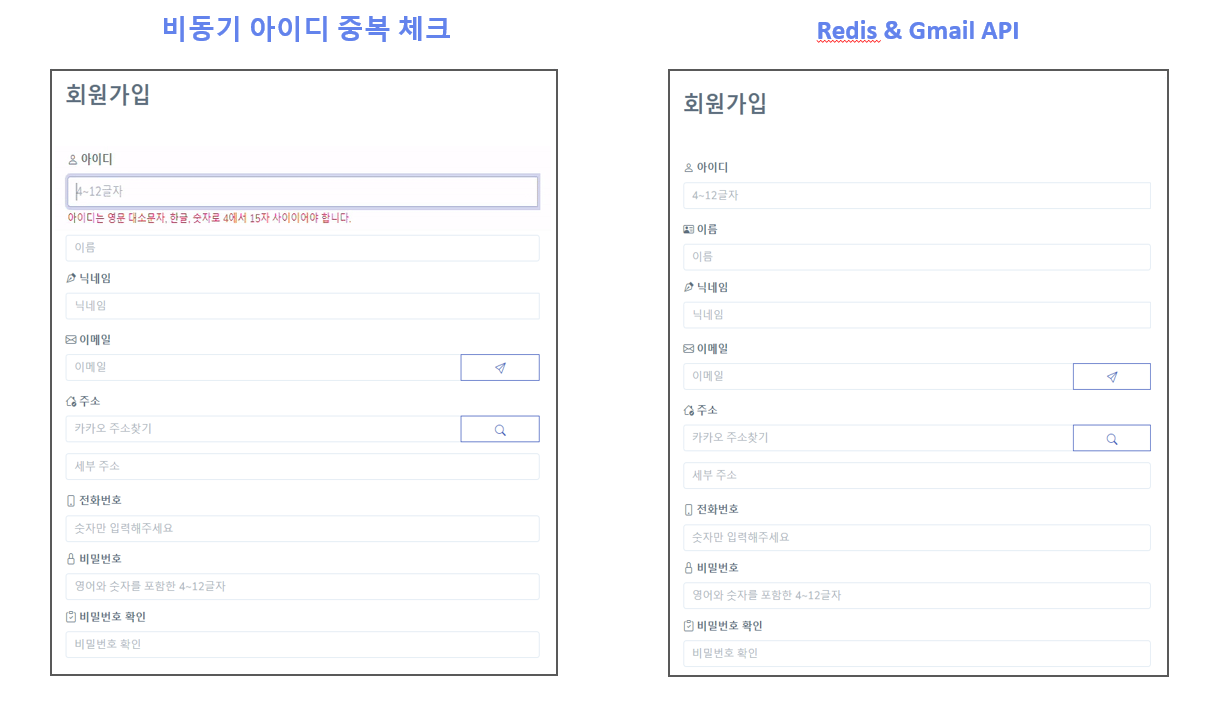 비동기 아이디 중복 체크
회원가입
아이디
4~12글자
아이디는 영문 대소문자, 한글, 숫자로 4에서 15자 사이이어야 합니다.
이름
닉네임
닉네임
이메일
이메일
주소
카카오 주소찾기
세부 주소
전화번호
숫자만 입력해주세요
비밀번호
영어와 숫자를 포함한 4~12글자
비밀번호 확인
비밀번호 확인
Redis & Gmail API
회원가입
아이디
4~12글자
이름
이름
닉네임
닉네임
이메일
이메일
주소
카카오 주소찾기
세부 주소
전화번호
숫자만 입력해주세요
비밀번호
영어와 숫자를 포함한 4~12글자
비밀번호 확인
비밀번호 확인